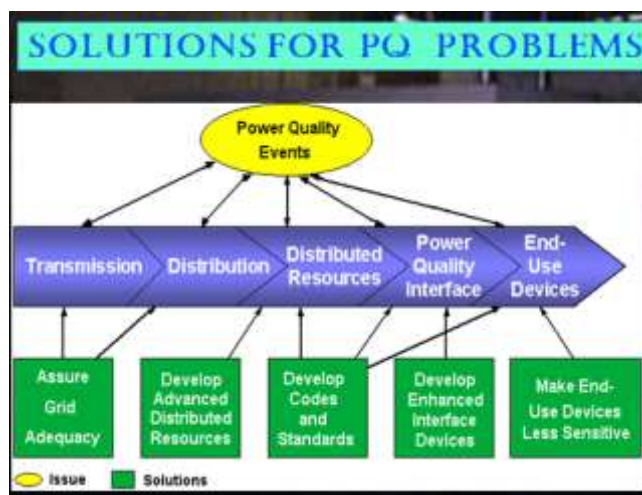 SOLUTIONS FOR PQ PROBLEMS
Power Quality
Events
Transmission
Distribution
Distributed
Resources
Power
Quality
Interface
End-
Use
Devices
Assure
Grid
Adequacy
Develop
Advanced
Distributed
Resources
Develop
Codes
and
Standards
Develop
Enhanced
Interface
Devices
Make End-
Use Devices
Less Sensitive
Issue
Solutions